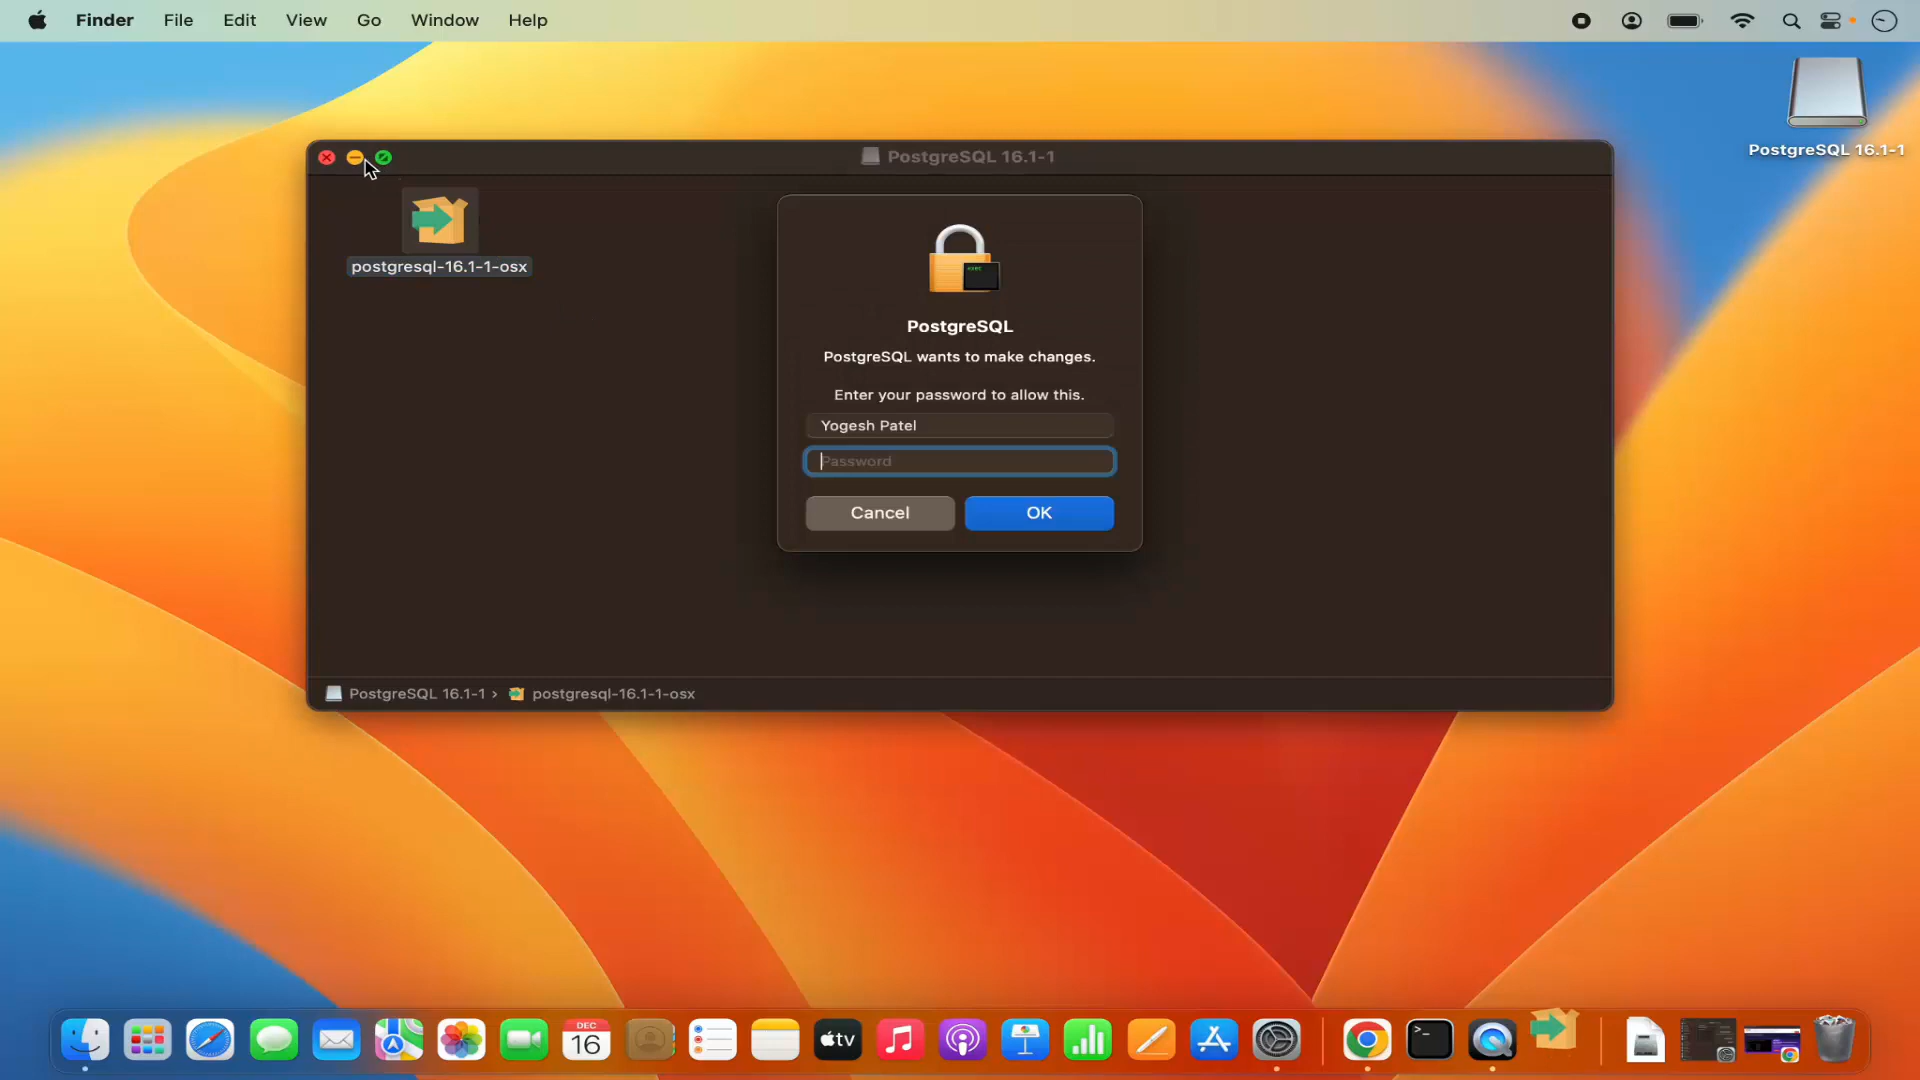 Finder File Edit View Go Window Help
PostgreSQL 16.1-1
PostgreSQL 16.1-1
postgresql-16.1-1-osx
PostgreSQL
PostgreSQL wants to make changes.
Enter your password to allow this.
Yogesh Patel
Password
Cancel OK
PostgreSQL 16.1-1 › postgresql-16.1-1-osx
DEC
16
tv